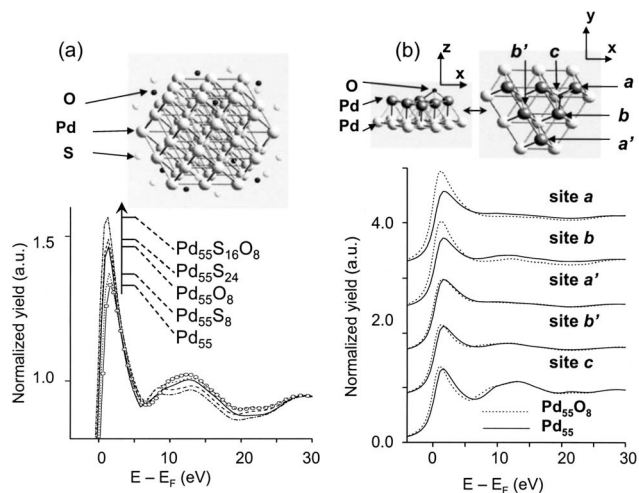 (a)
O
Pd
S
1.5
1.0
Normalized yield (a.u.)
Pd55S16O8
Pd55S24
Pd55O8
Pd55S8
Pd55
0 10 20 30
E – EF (eV)
(b)
z
x
y
x
O
Pd
Pd
b'
c
a
b
a'
4.0
2.0
0.0
Normalized yield (a.u.)
site a
site b
site a'
site b'
site c
Pd55O8
Pd55
0 10 20 30
E – EF (eV)